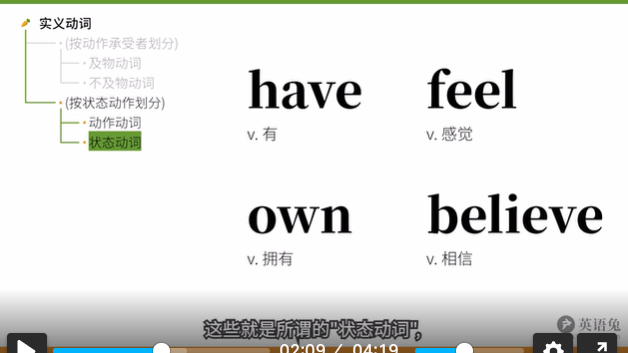 实义动词
(按动作承受者划分)
及物动词
不及物动词
(按状态动作划分)
动作动词
状态动词
have
v. 有
feel
v. 感觉
own
v. 拥有
believe
v. 相信
这些就是所谓的"状态动词",
英语兔
02:09 / 04:19